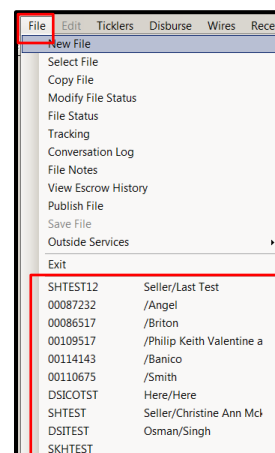 File Edit Ticklers Disburse Wires Rece
New File
Select File
Copy File
Modify File Status
File Status
Tracking
Conversation Log
File Notes
View Escrow History
Publish File
Save File
Outside Services
Exit
SHTEST12 Seller/Last Test
00087232 /Angel
00086517 /Briton
00109517 /Philip Keith Valentine a
00114143 /Banico
00110675 /Smith
DSICOTST Here/Here
SHTEST Seller/Christine Ann McK
DSITEST Osman/Singh
SKHTEST